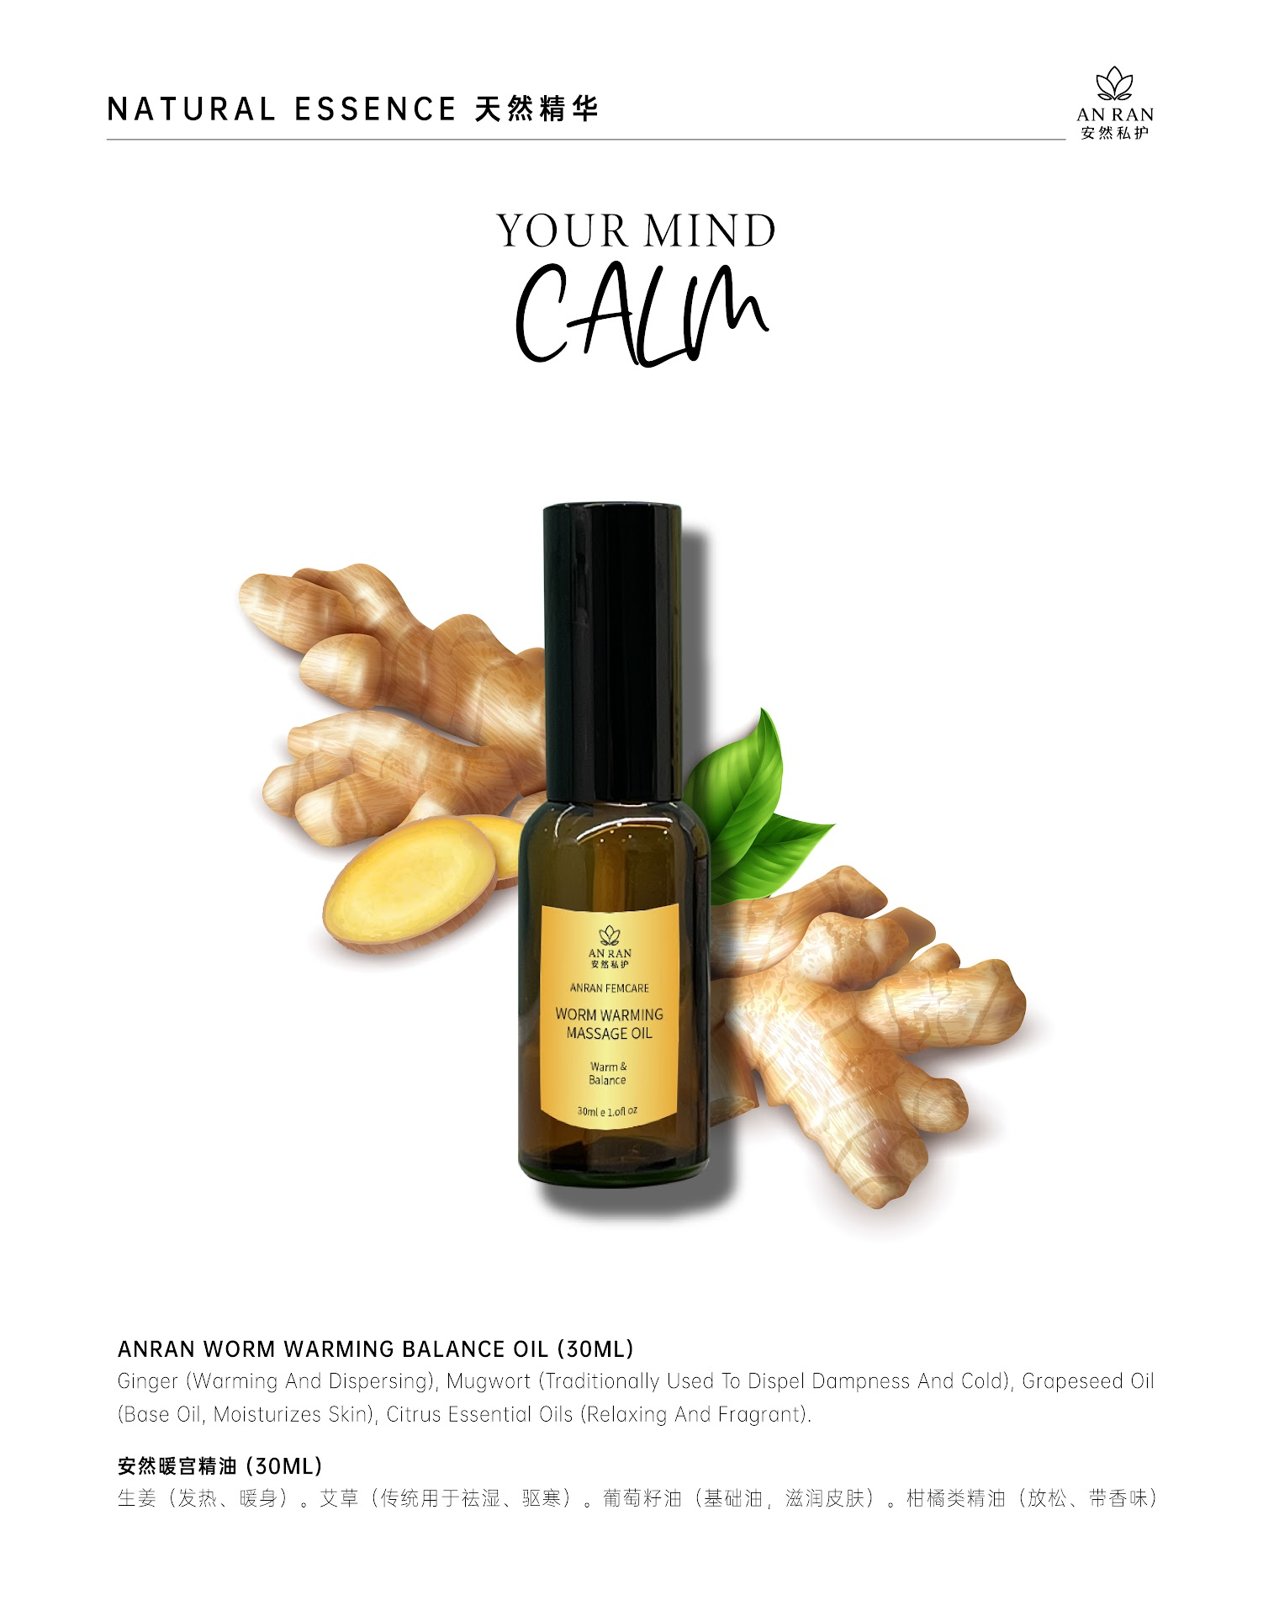 NATURAL ESSENCE 天然精华
AN RAN
安然私护
YOUR MIND
CALM
AN RAN
安然私护
ANRAN FEMCARE
WORM WARMING
MASSAGE OIL
Warm &
Balance
30ml e 1.ofl oz
ANRAN WORM WARMING BALANCE OIL (30ML)
Ginger (Warming And Dispersing), Mugwort (Traditionally Used To Dispel Dampness And Cold), Grapeseed Oil
(Base Oil, Moisturizes Skin), Citrus Essential Oils (Relaxing And Fragrant).
安然暖宫精油 (30ML)
生姜（发热、暖身）。艾草（传统用于祛湿、驱寒）。葡萄籽油（基础油，滋润皮肤）。柑橘类精油（放松、带香味）